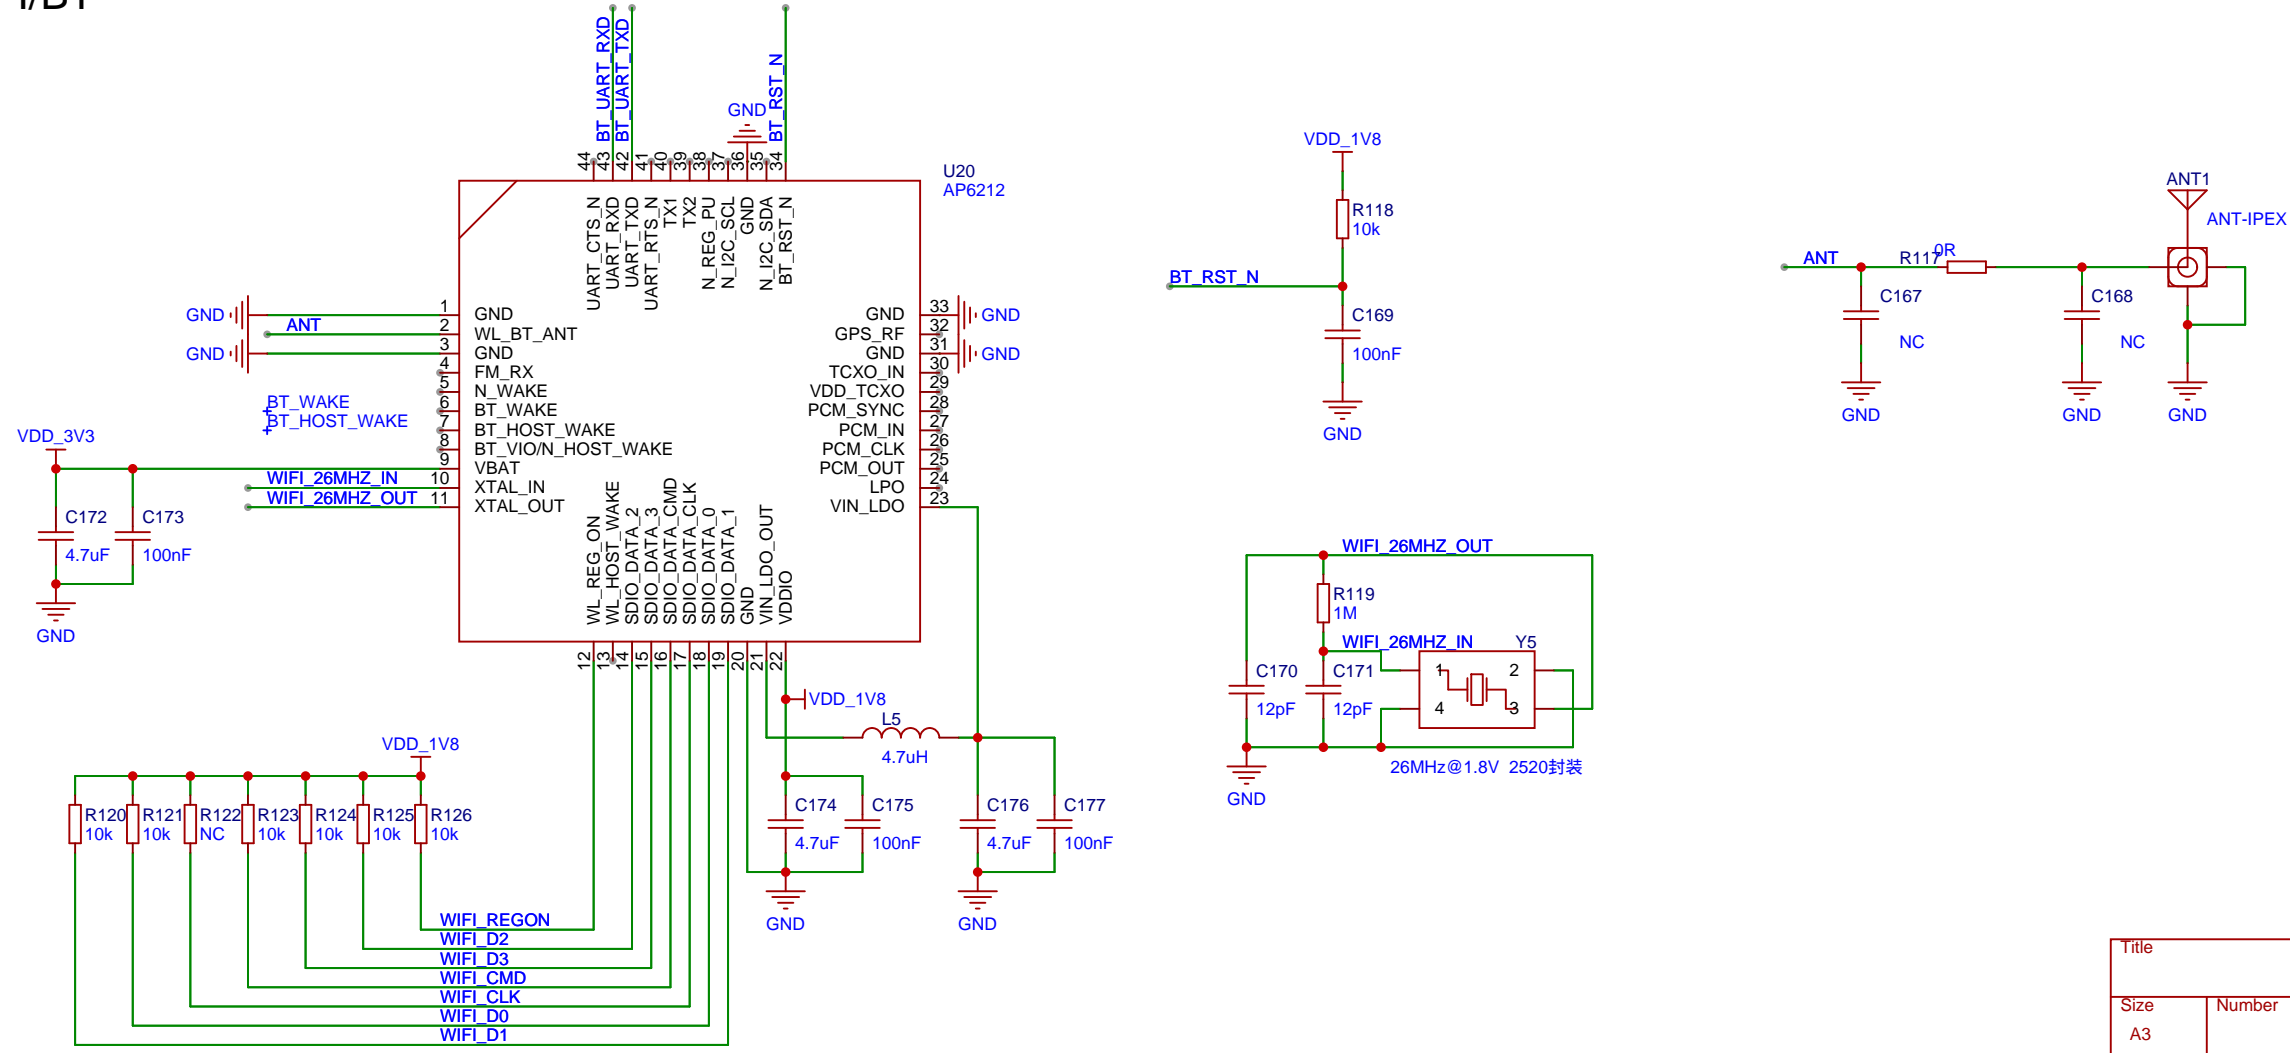 BT_UART_RXD
BT_UART_TXD
GND
BT_RST_N
44
43
42
41
40
39
38
37
36
35
34
U20
AP6212
UART_CTS_N
UART_RXD
UART_TXD
UART_RTS_N
TX1
TX2
N_REG_PU
N_I2C_SCL
GND
N_I2C_SDA
BT_RST_N
GND
ANT
GND
BT_WAKE
BT_HOST_WAKE
VDD_3V3
WIFI_26MHZ_IN
WIFI_26MHZ_OUT
1 GND
2 WL_BT_ANT
3 GND
4 FM_RX
5 N_WAKE
6 BT_WAKE
7 BT_HOST_WAKE
8 BT_VIO/N_HOST_WAKE
9 VBAT
10 XTAL_IN
11 XTAL_OUT
GND 33 GND
GPS_RF 32
GND 31 GND
TCXO_IN 30
VDD_TCXO 29
PCM_SYNC 28
PCM_IN 27
PCM_CLK 26
PCM_OUT 25
LPO 24
VIN_LDO 23
C172
4.7uF
C173
100nF
GND
WL_REG_ON
WL_HOST_WAKE
SDIO_DATA_2
SDIO_DATA_3
SDIO_DATA_CMD
SDIO_DATA_CLK
SDIO_DATA_0
SDIO_DATA_1
GND
VIN_LDO_OUT
VDDIO
12
13
14
15
16
17
18
19
20
21
22
VDD_1V8
L5
4.7uH
C174
4.7uF
C175
100nF
C176
4.7uF
C177
100nF
GND
GND
VDD_1V8
R120
10k
R121
10k
R122
NC
R123
10k
R124
10k
R125
10k
R126
10k
WIFI_REGON
WIFI_D2
WIFI_D3
WIFI_CMD
WIFI_CLK
WIFI_D0
WIFI_D1
VDD_1V8
R118
10k
BT_RST_N
C169
100nF
GND
WIFI_26MHZ_OUT
R119
1M
WIFI_26MHZ_IN
Y5
C170
12pF
C171
12pF
1
2
4
3
26MHz@1.8V 2520封装
GND
ANT1
ANT-IPEX
ANT
R117
0R
C167
NC
C168
NC
GND
GND
GND
Title
Size
Number
A3